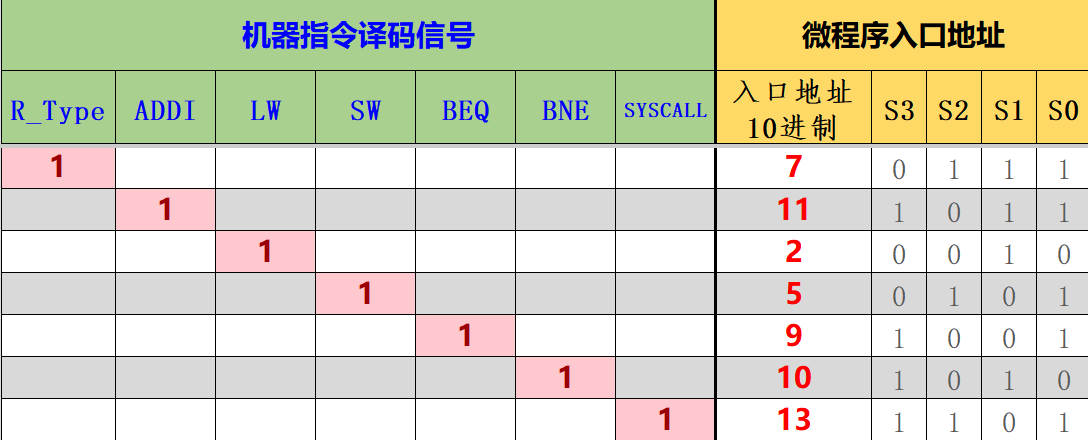 机器指令译码信号 微程序入口地址
R_Type ADDI LW SW BEQ BNE SYSCALL 入口地址 S3 S2 S1 S0
10进制
1 7 0 1 1 1
1 11 1 0 1 1
1 2 0 0 1 0
1 5 0 1 0 1
1 9 1 0 0 1
1 10 1 0 1 0
1 13 1 1 0 1